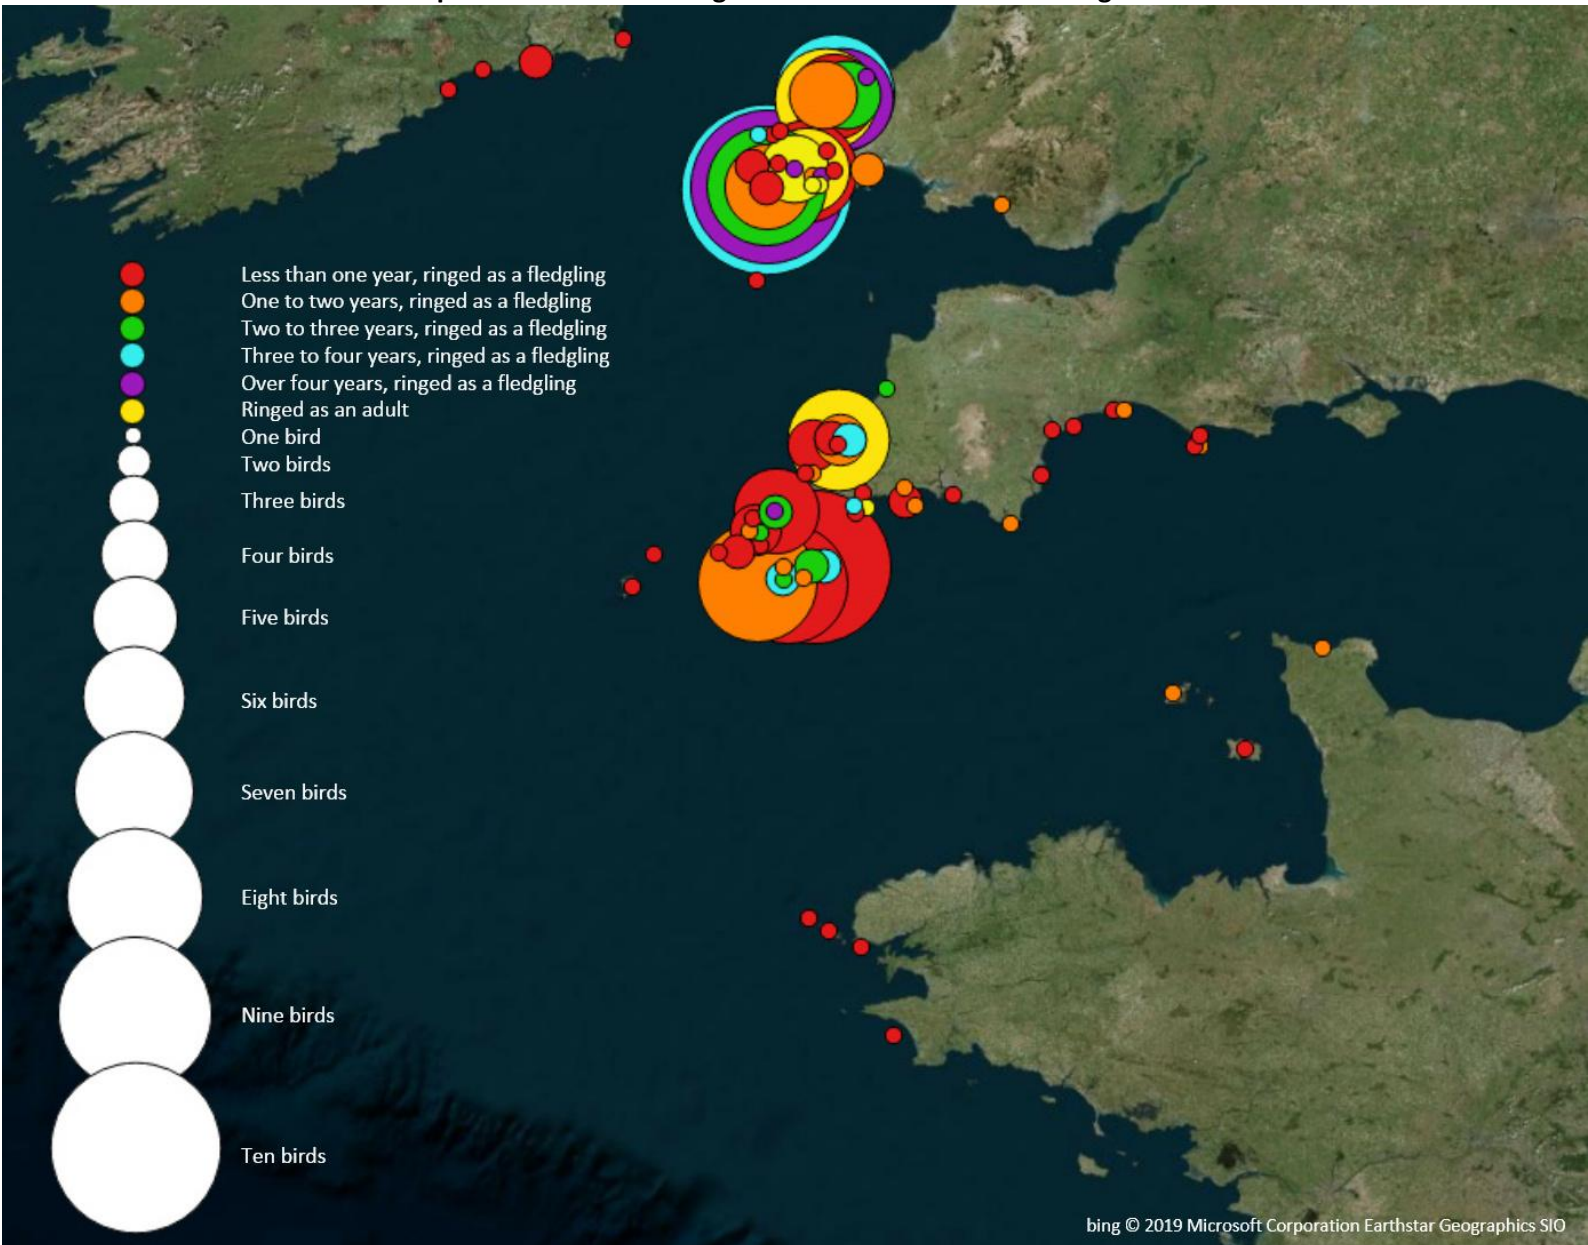 Less than one year, ringed as a fledgling
One to two years, ringed as a fledgling
Two to three years, ringed as a fledgling
Three to four years, ringed as a fledgling
Over four years, ringed as a fledgling
Ringed as an adult
One bird
Two birds
Three birds
Four birds
Five birds
Six birds
Seven birds
Eight birds
Nine birds
Ten birds
bing © 2019 Microsoft Corporation Earthstar Geographics SIO